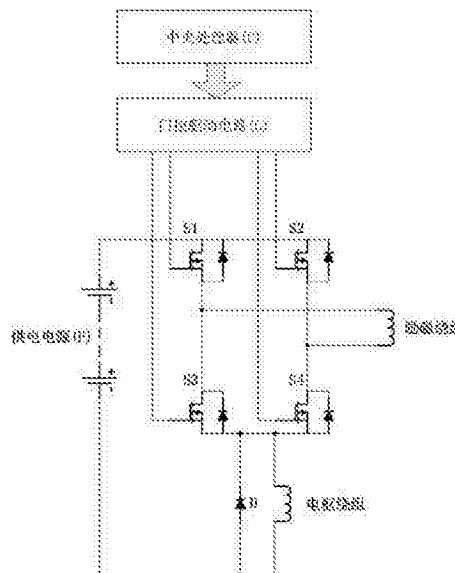 中央处理器(C)
门极驱动电路(G)
S1
S2
供电电源(P)
励磁绕组
S3
S4
D
电枢绕组